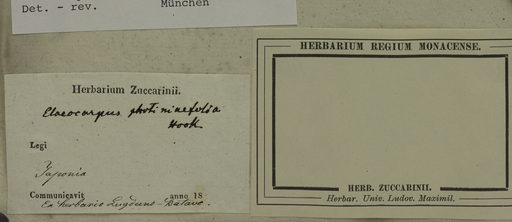 Det. - rev.
München
HERBARIUM REGIUM MONACENSE.
Herbarium Zuccarinii.
Elaeocarpus photiniaefolia
Hook
Legi
Japonia
Communicavit anno 18
Ex herbario Lugduno-Batavo.
HERB. ZUCCARINII.
Herbar. Univ. Ludov. Maximil.